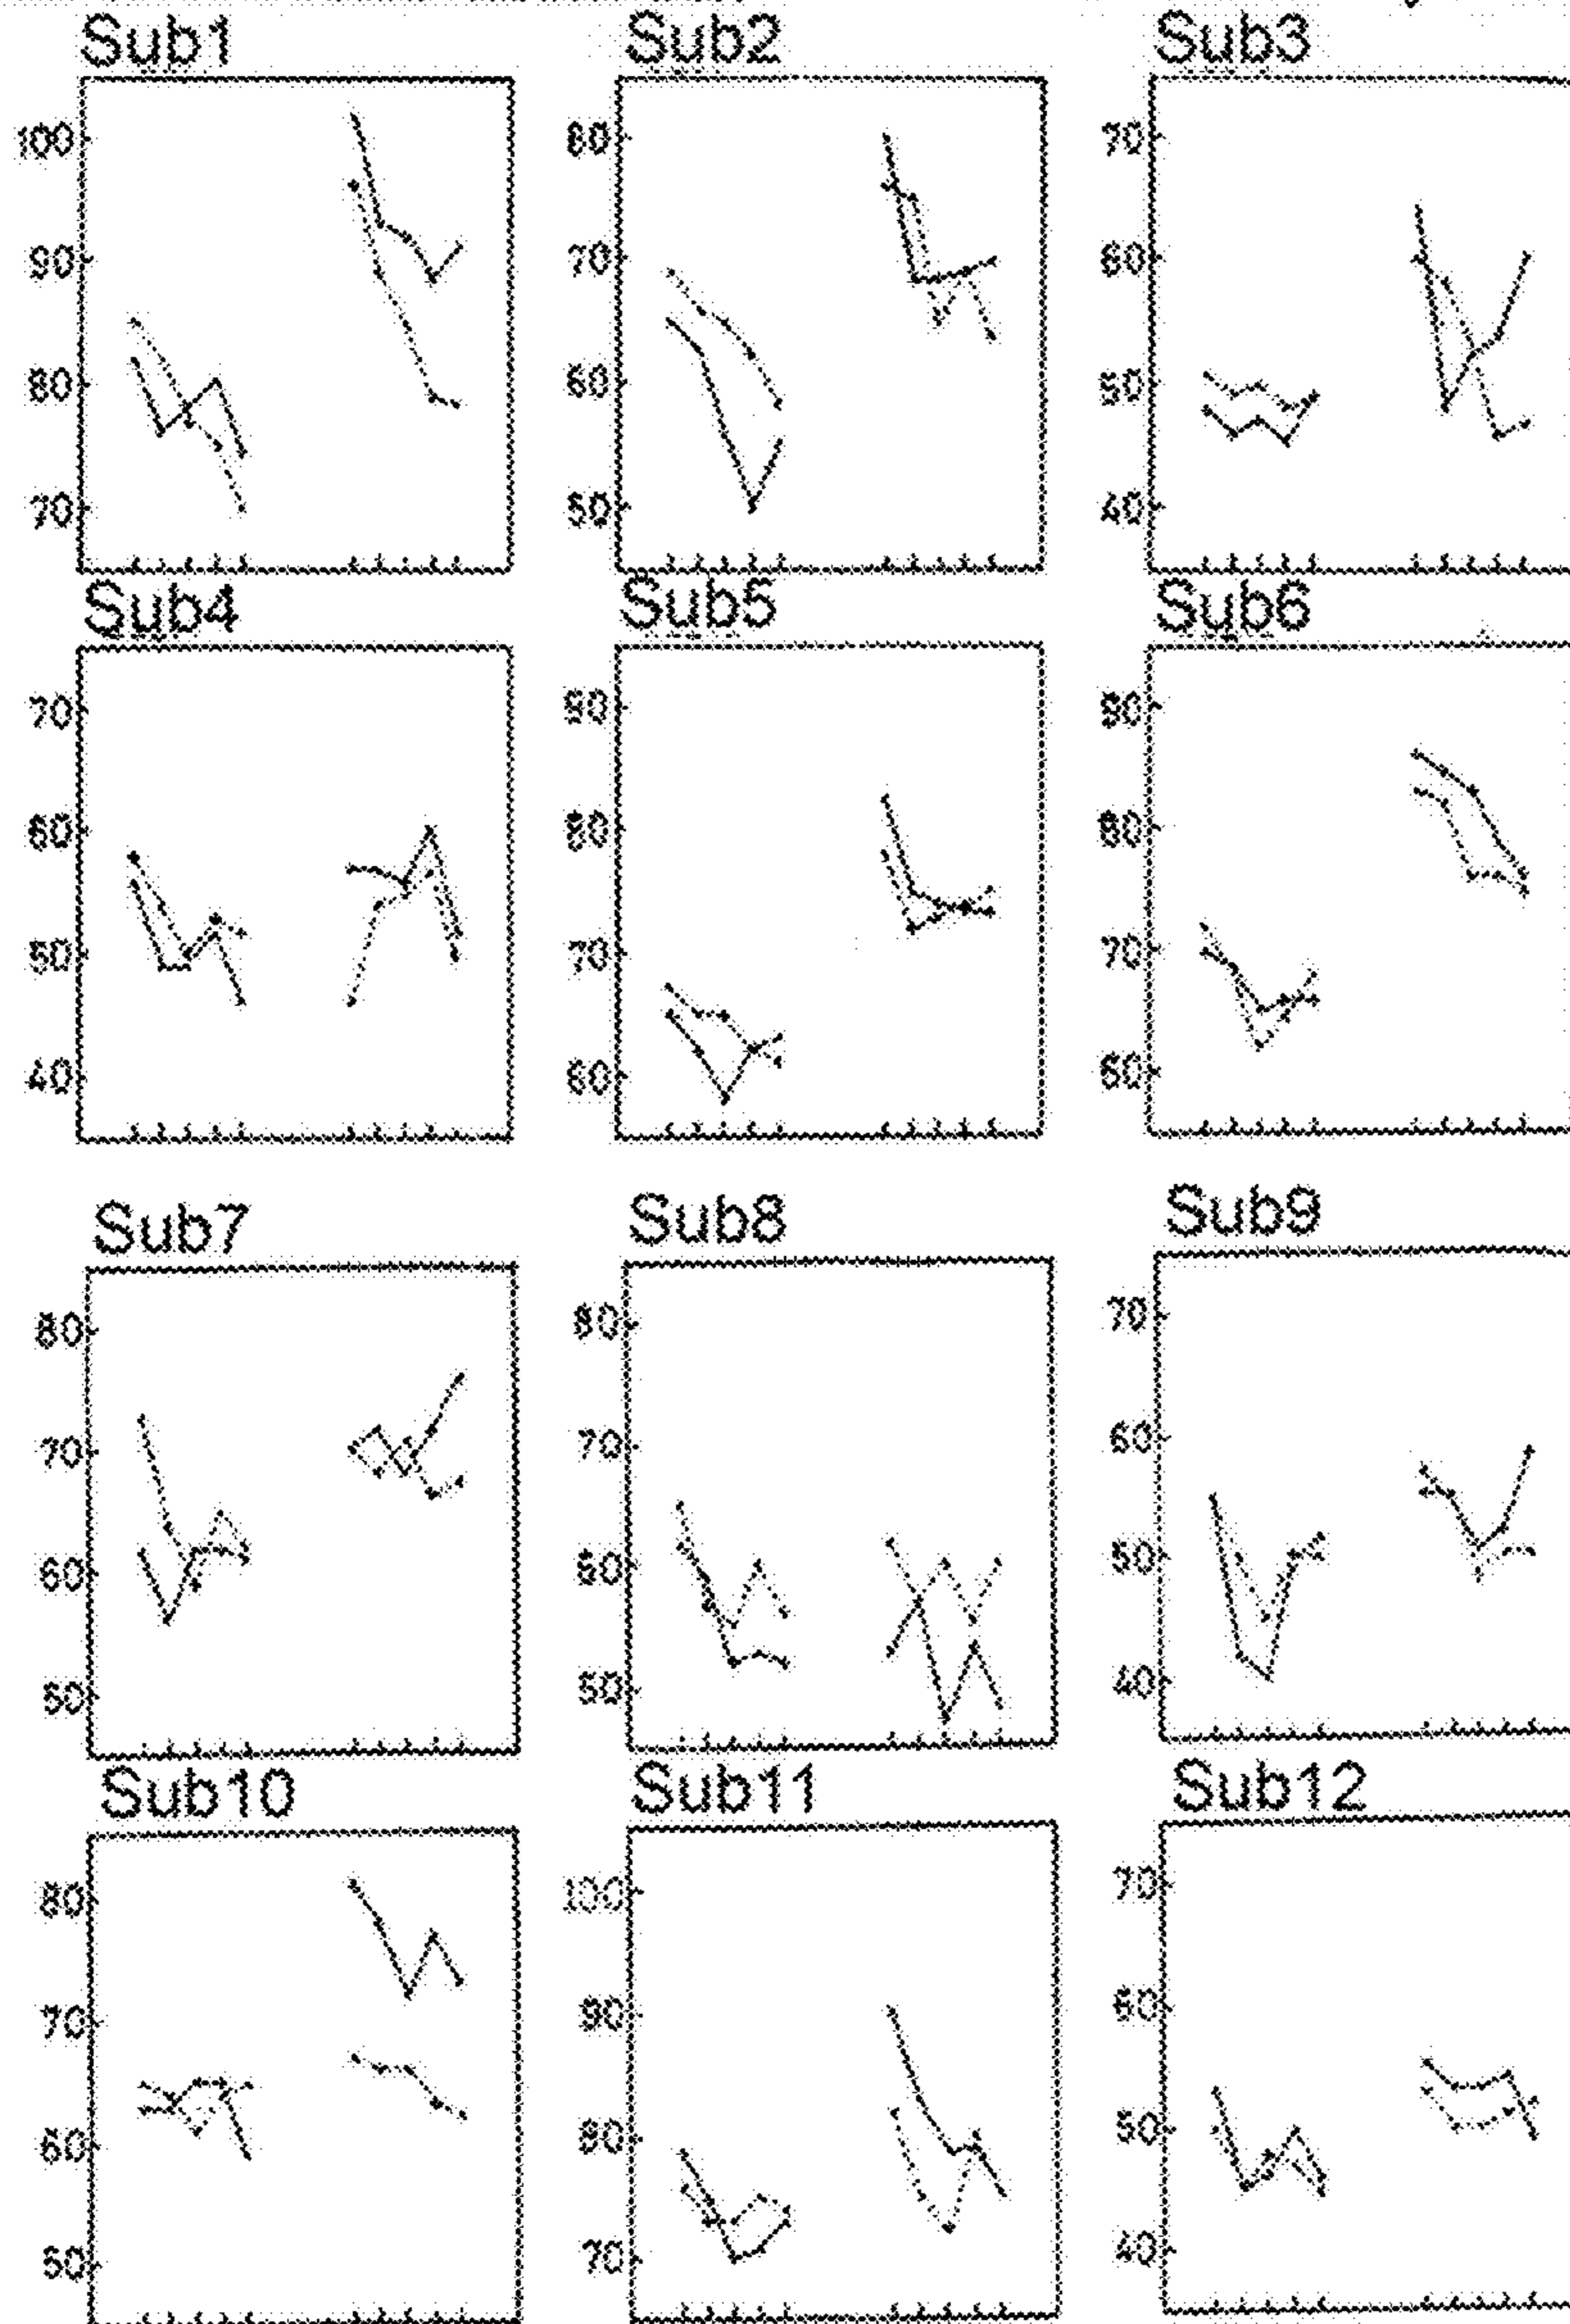 Sub1 Sub2 Sub3
100 80 70
90 70 60
80 60 50
70 50 40
Sub4 Sub5 Sub6
70 90 90
60 80 80
50 70 70
40 60 60
Sub7 Sub8 Sub9
80 80 70
70 70 60
60 60 50
50 50 40
Sub10 Sub11 Sub12
80 100 70
70 90 60
60 80 50
50 70 40